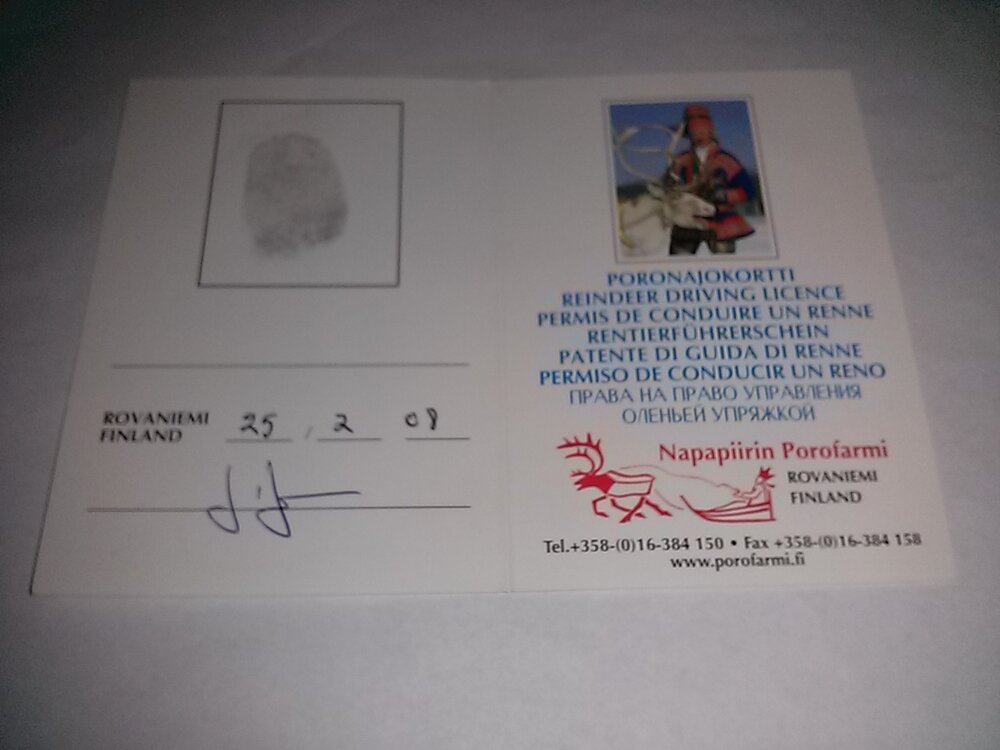 ROVANIEMI
FINLAND
25 . 2 09
PORONAJOKORTTI
REINDEER DRIVING LICENCE
PERMIS DE CONDUIRE UN RENNE
RENTIERFÜHRERSCHEIN
PATENTE DI GUIDA DI RENNE
PERMISO DE CONDUCIR UN RENO
ПРАВА НА ПРАВО УПРАВЛЕНИЯ
ОЛЕНЬЕЙ УПРЯЖКОЙ
Napapiirin Porofarmi
ROVANIEMI
FINLAND
Tel.+358-(0)16-384 150 • Fax +358-(0)16-384 158
www.porofarmi.fi